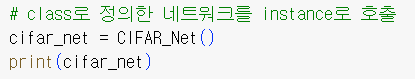 # class로 정의한 네트워크를 instance로 호출
cifar_net = CIFAR_Net()
print(cifar_net)